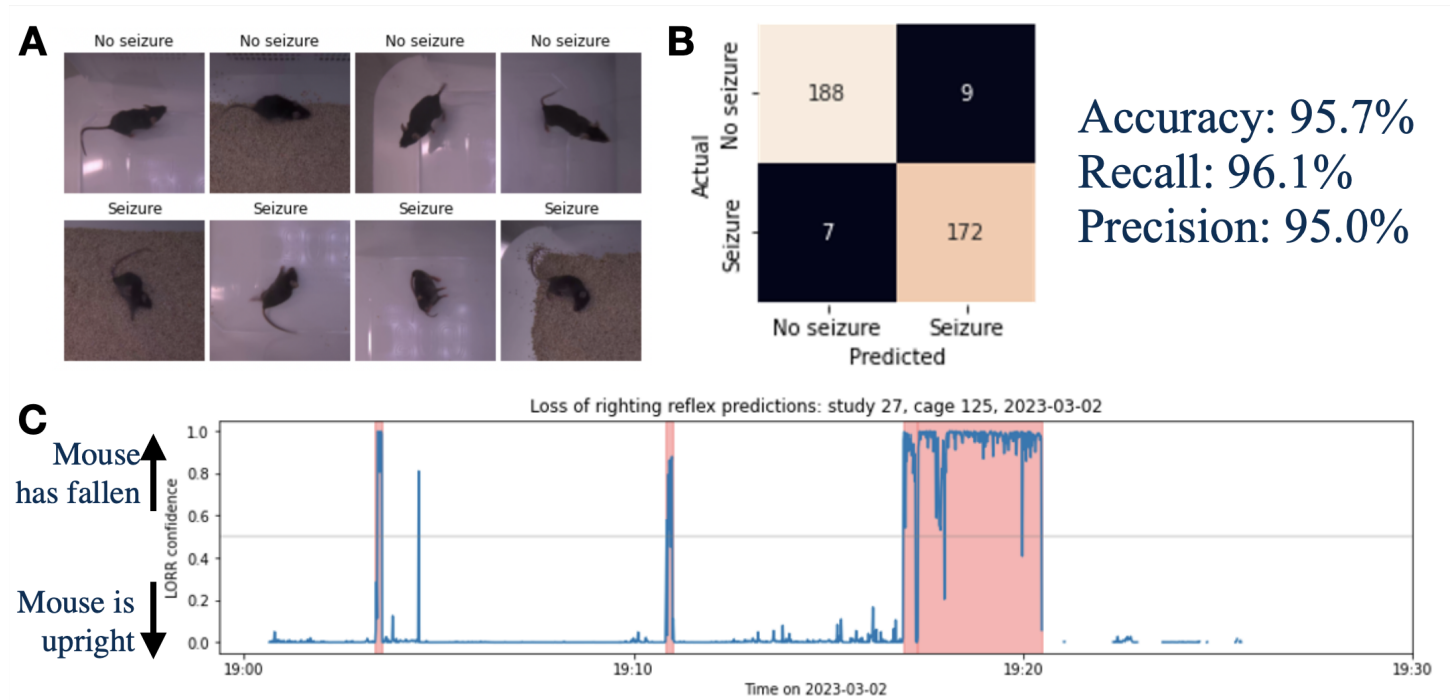 A
No seizure No seizure No seizure No seizure
Seizure Seizure Seizure Seizure
B
Actual
No seizure
Seizure
188 9
7 172
No seizure Seizure
Predicted
Accuracy: 95.7%
Recall: 96.1%
Precision: 95.0%
C
Loss of righting reflex predictions: study 27, cage 125, 2023-03-02
Mouse
has fallen
Mouse is
upright
LORR confidence
1.0
0.8
0.6
0.4
0.2
0.0
19:00 19:10 19:20 19:30
Time on 2023-03-02